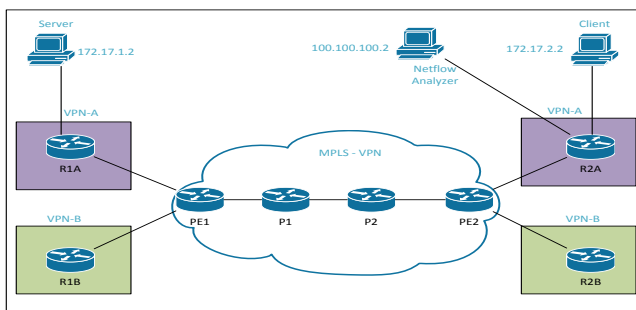 Server
172.17.1.2
100.100.100.2
Netflow
Analyzer
Client
172.17.2.2
VPN-A
R1A
VPN-A
R2A
MPLS - VPN
PE1
P1
P2
PE2
VPN-B
R1B
VPN-B
R2B